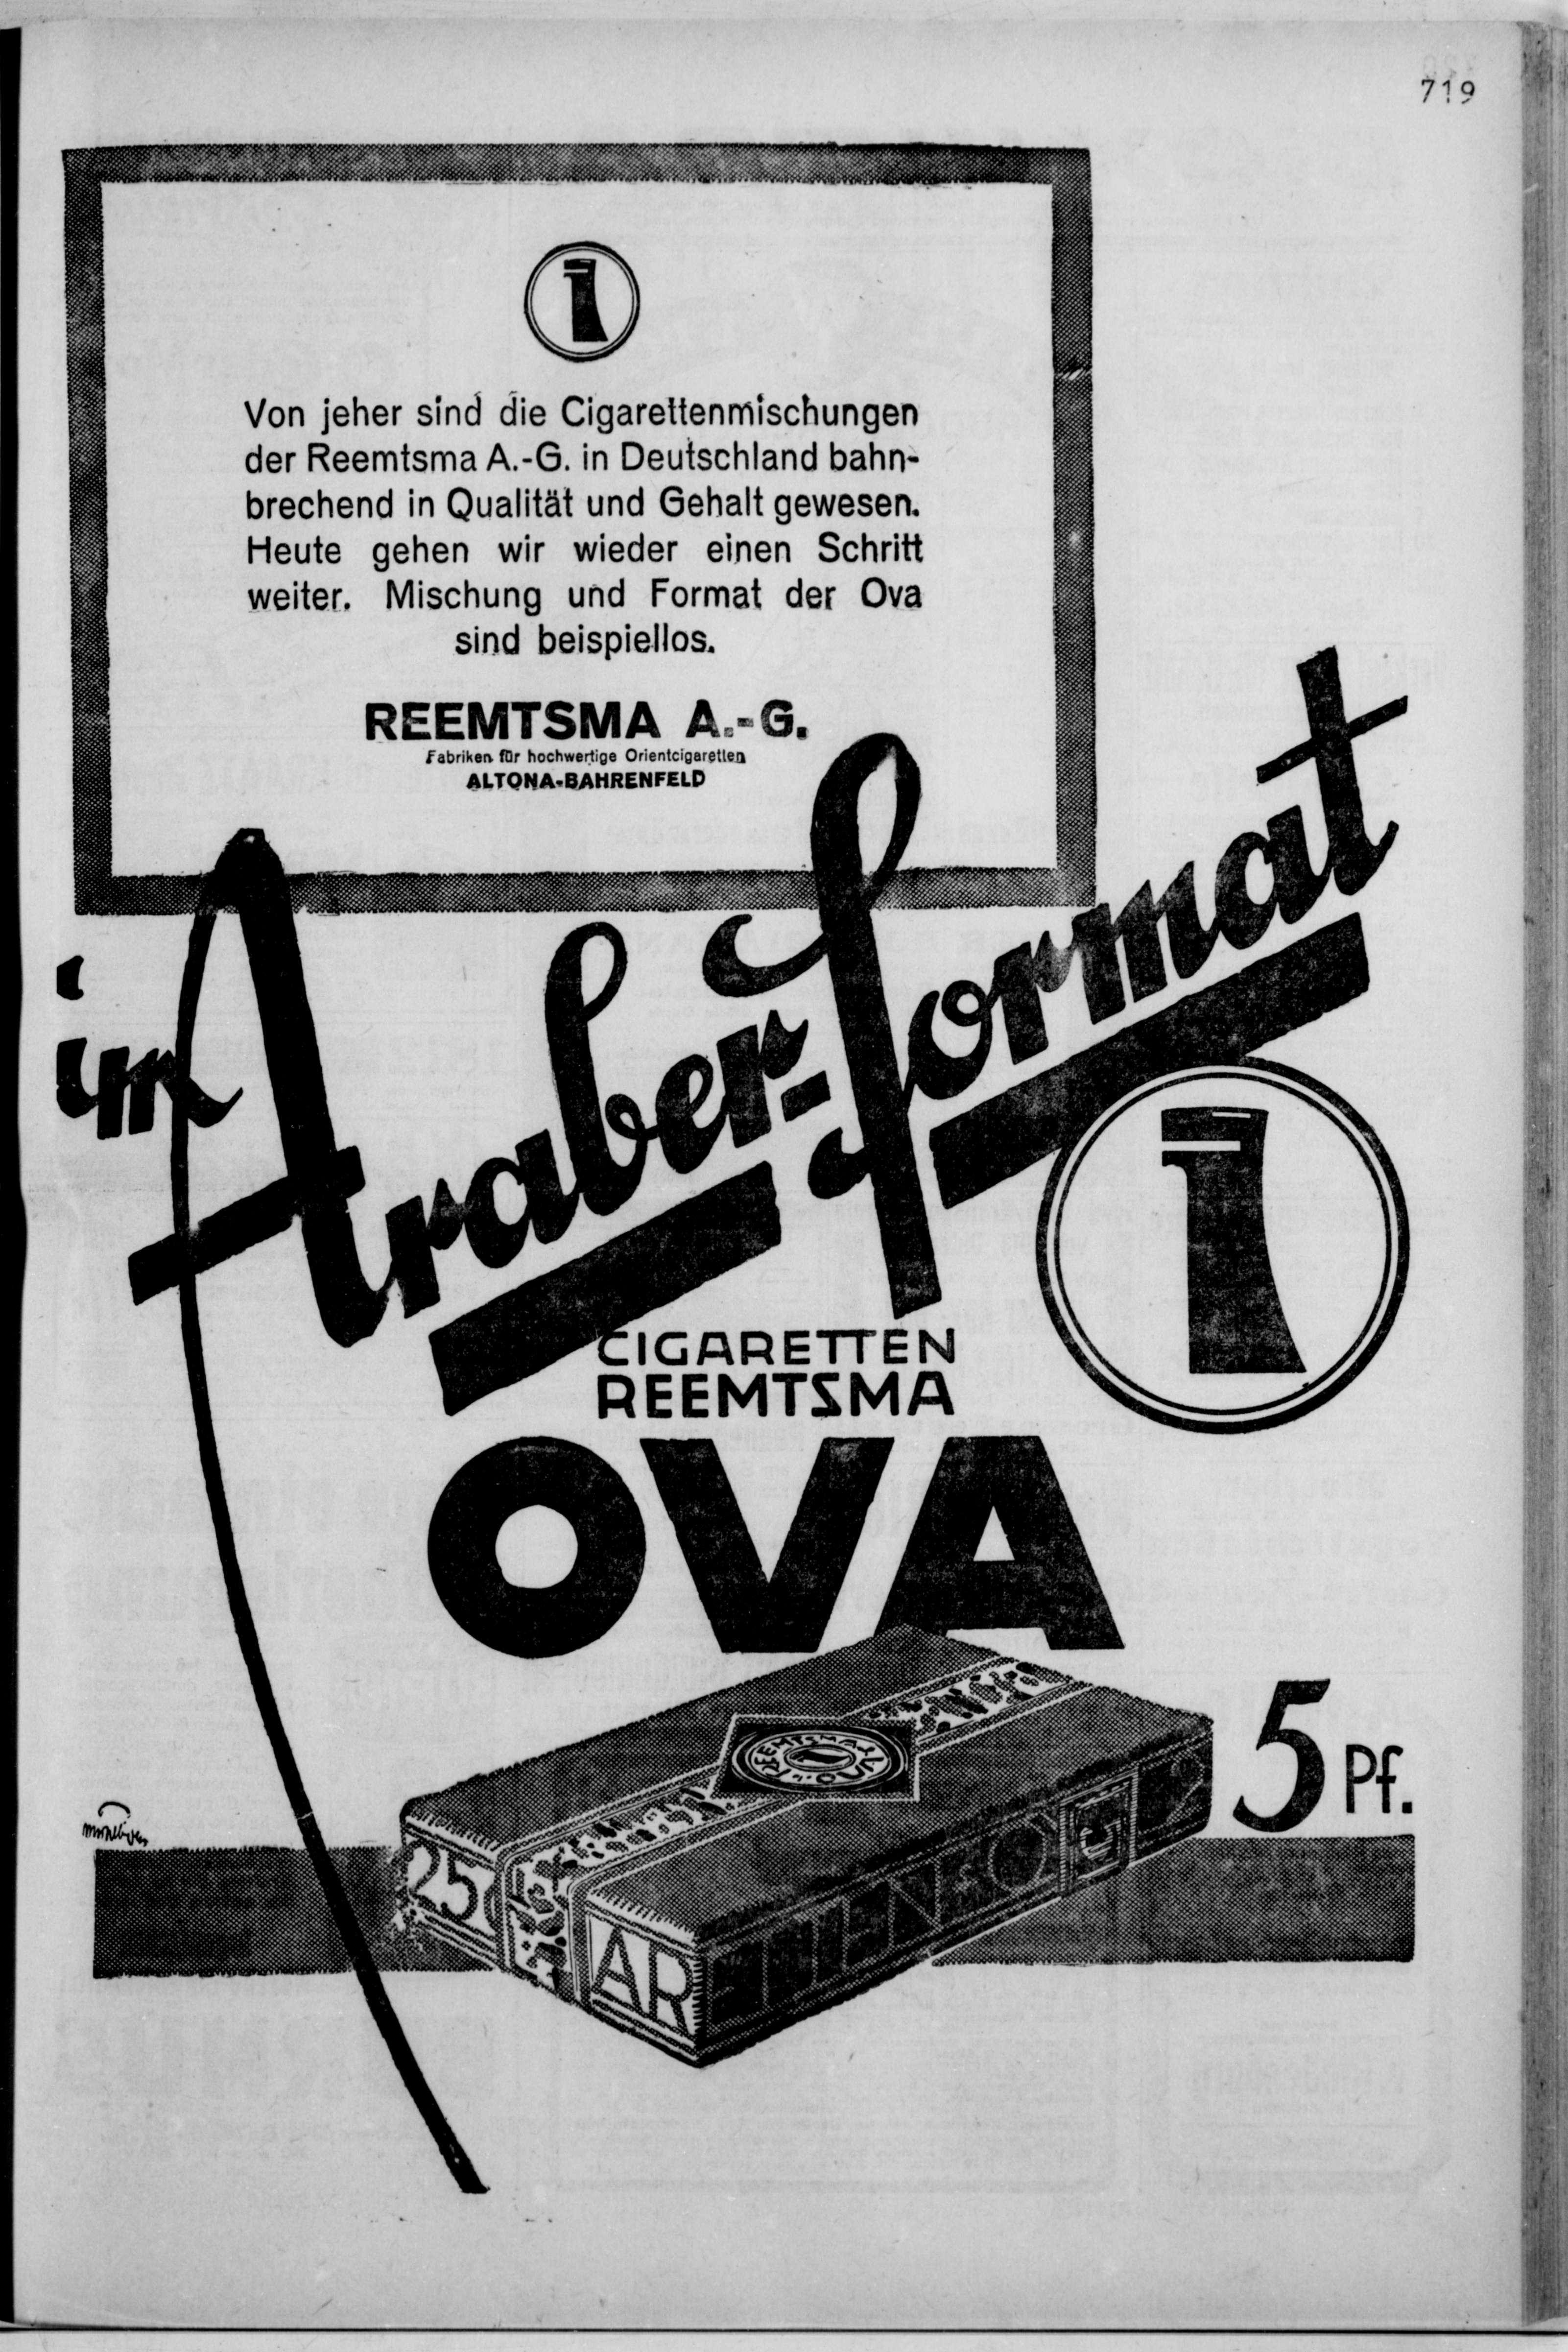 719
Von jeher sind die Cigarettenmischungen
der Reemtsma A.-G. in Deutschland bahn-
brechend in Qualität und Gehalt gewesen.
Heute gehen wir wieder einen Schritt
weiter. Mischung und Format der Ova
sind beispiellos.
REEMTSMA A.-G.
Fabriken für hochwertige Orientcigaretten
ALTONA-BAHRENFELD
im Araber-Format
CIGARETTEN
REEMTSMA
OVA
5 Pf.
25
ARETTEN